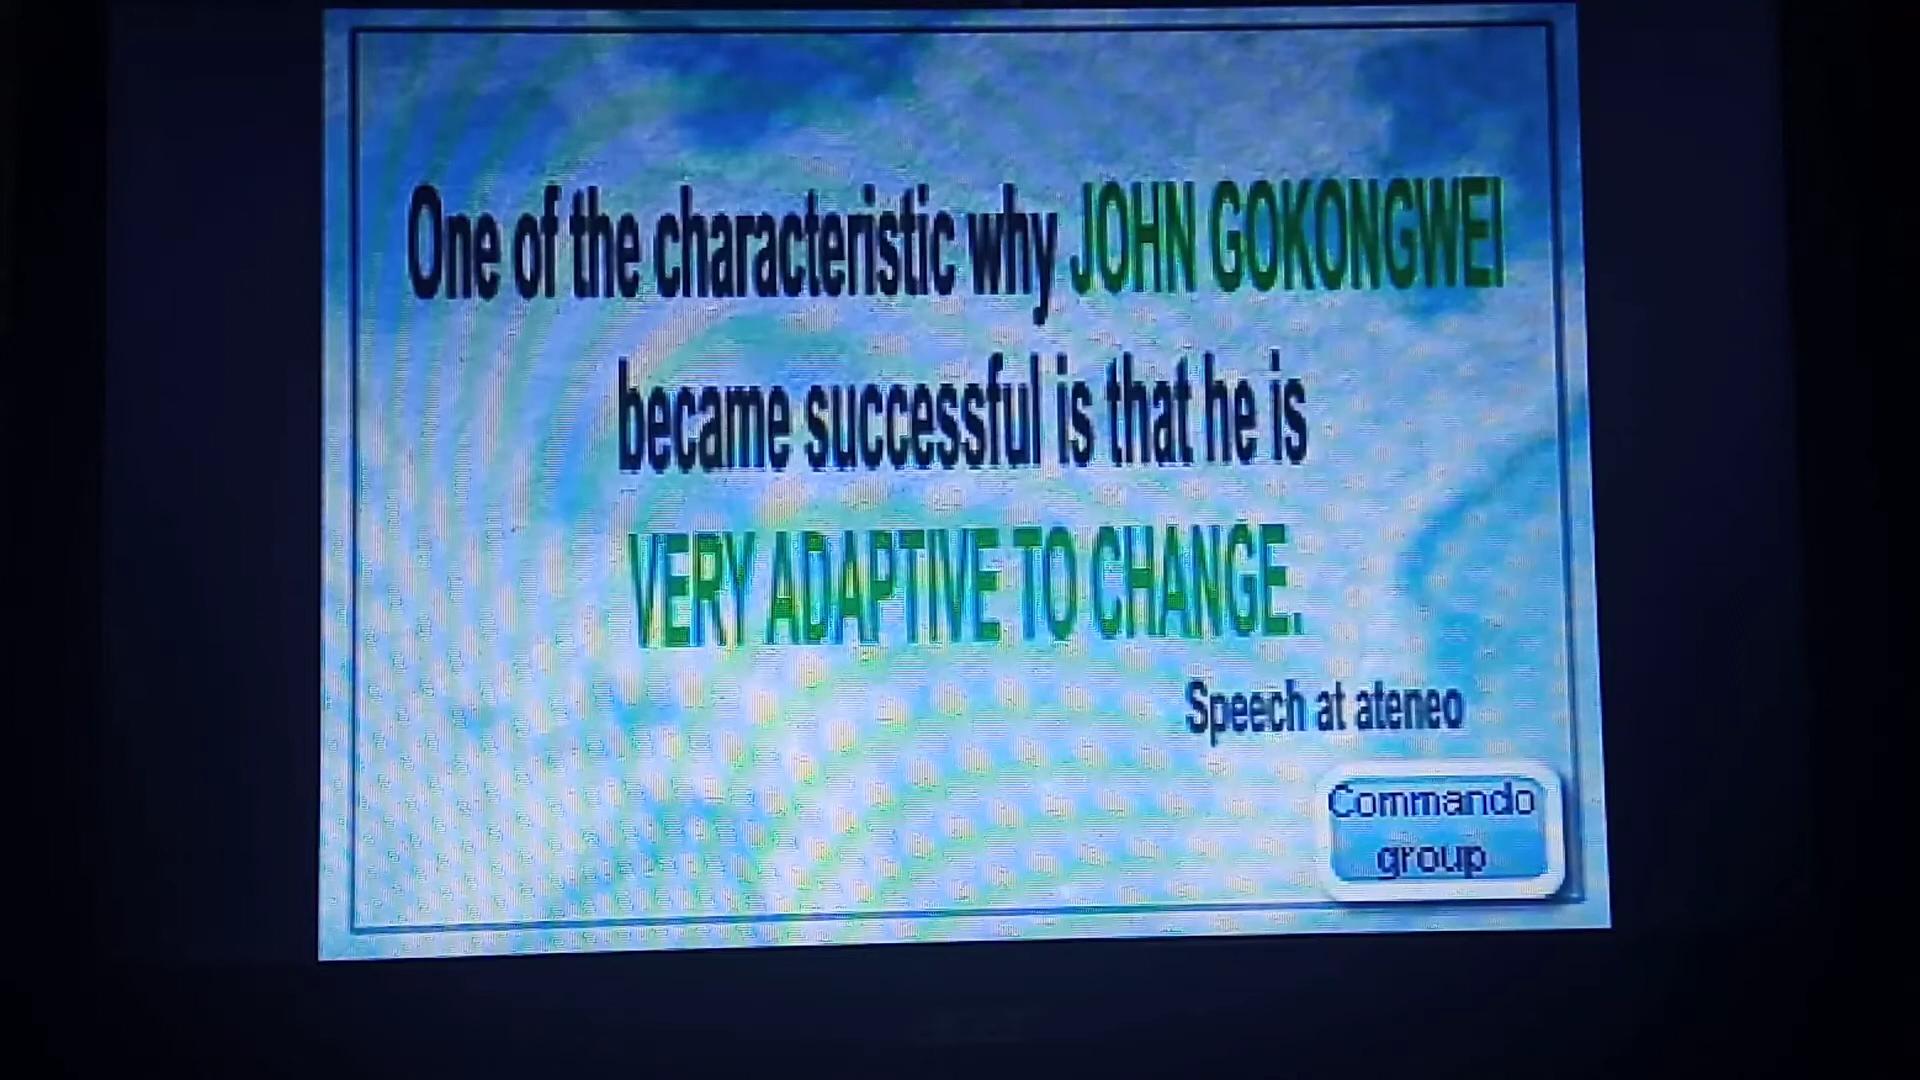 One of the characteristic why JOHN GOKONGWEI
became successful is that he is
VERY ADAPTIVE TO CHANGE.
Speech at ateneo
Commando
group